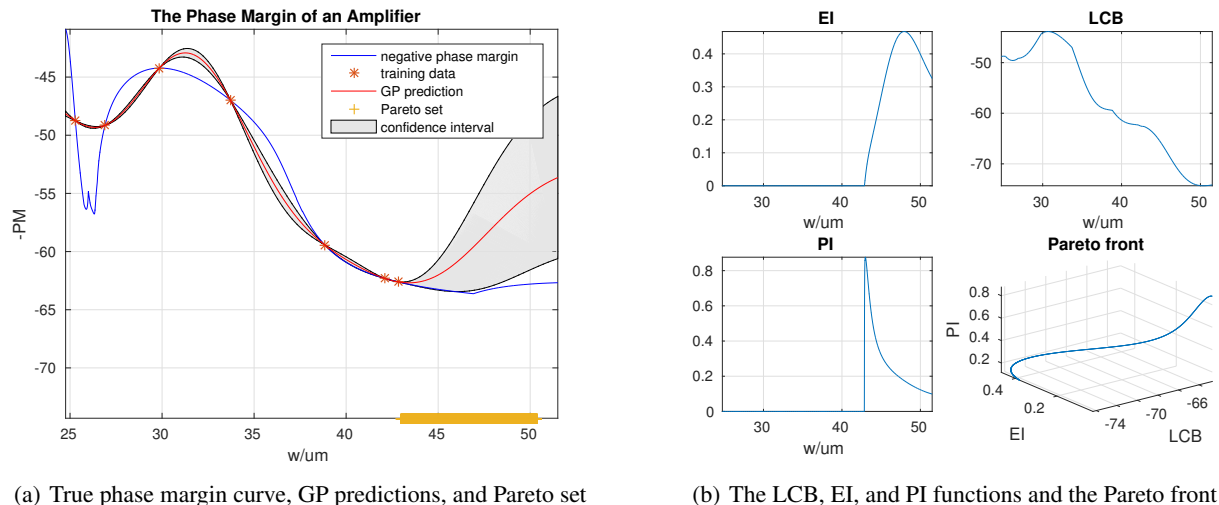 The Phase Margin of an Amplifier
negative phase margin
training data
GP prediction
Pareto set
confidence interval
-45
-50
-55
-60
-65
-70
-PM
25 30 35 40 45 50
w/um
(a) True phase margin curve, GP predictions, and Pareto set
EI
0.4
0.3
0.2
0.1
0
30 40 50
w/um
LCB
-50
-60
-70
30 40 50
w/um
PI
0.8
0.6
0.4
0.2
0
30 40 50
w/um
Pareto front
0.8
0.6
0.4
0.2
PI
0.4
0.2
EI
-74 -70 -66
LCB
(b) The LCB, EI, and PI functions and the Pareto front